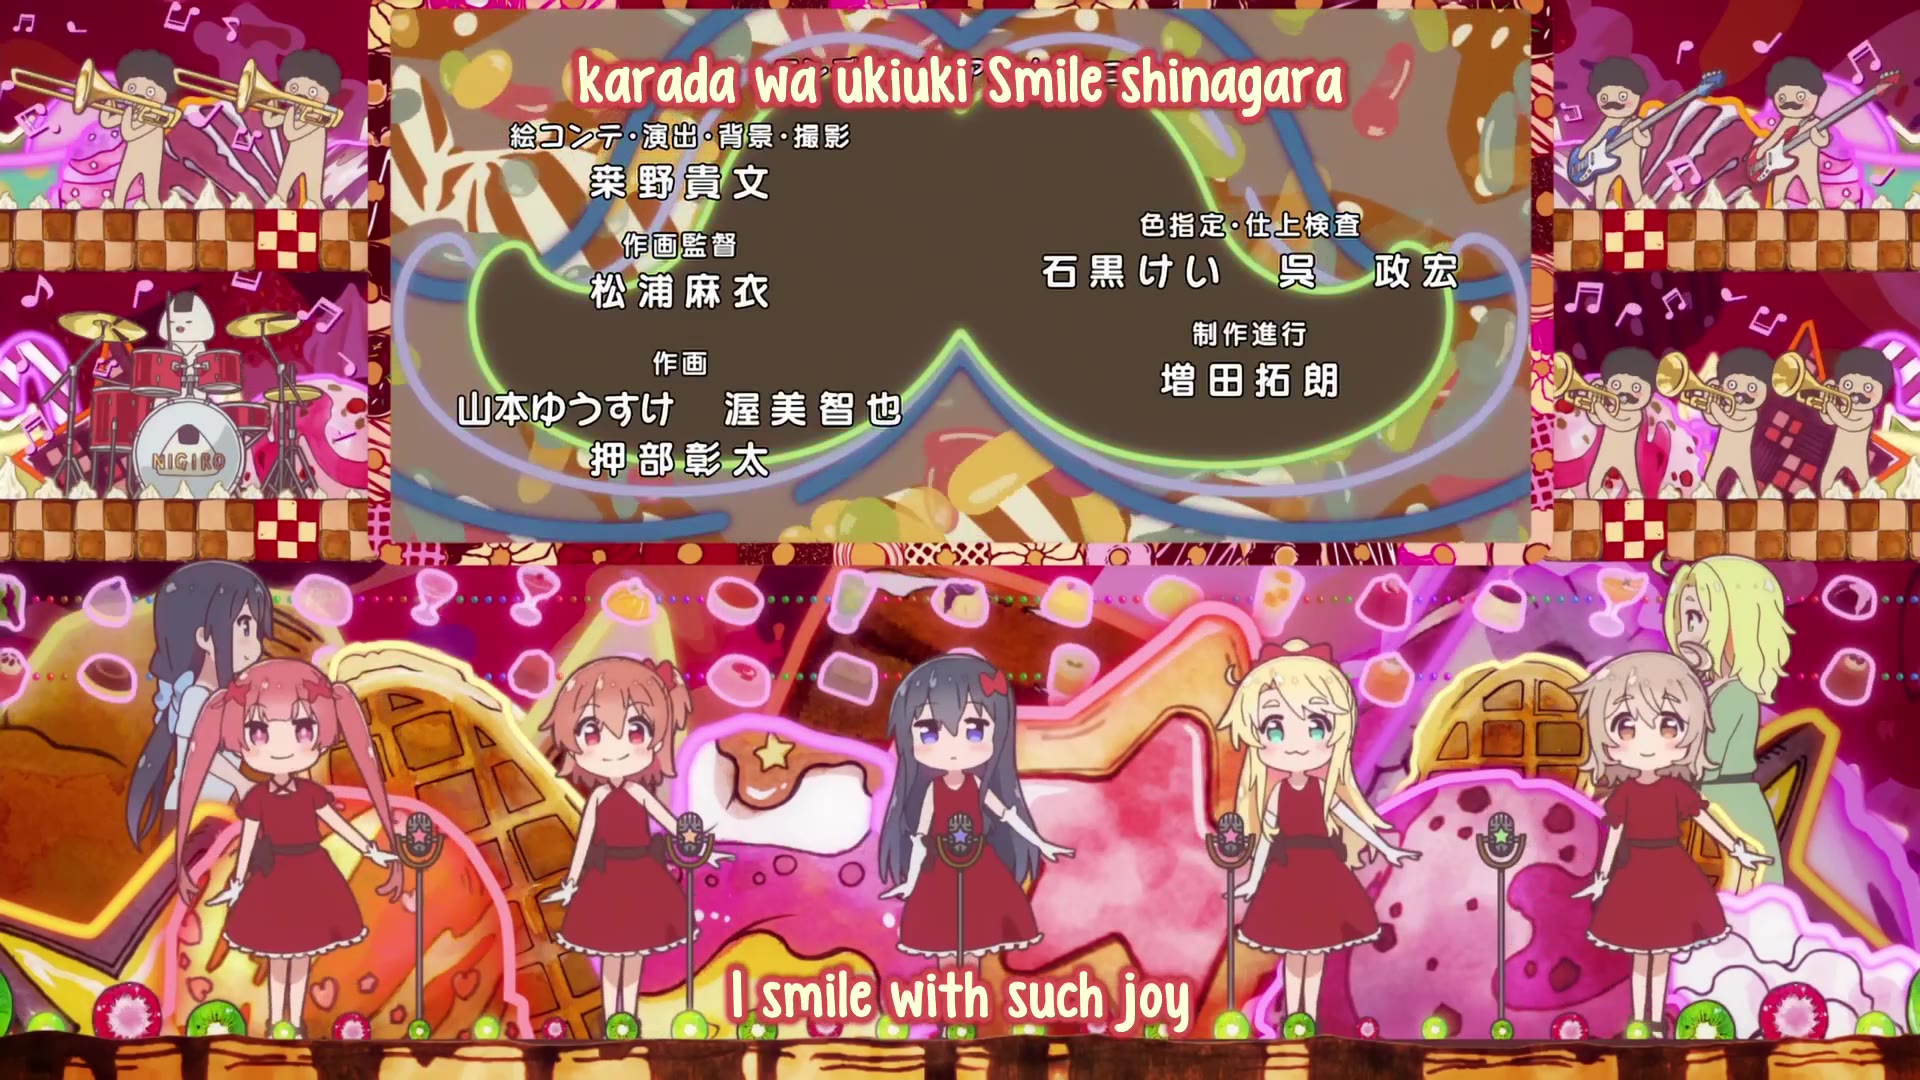 karada wa ukiuki Smile shinagara
絵コンテ・演出・背景・撮影
桒野貴文
作画監督
松浦麻衣
作画
山本ゆうすけ 渥美智也
押部彰太
色指定・仕上検査
石黒けい 呉 政宏
制作進行
増田拓朗
NIGIRO
I smile with such joy